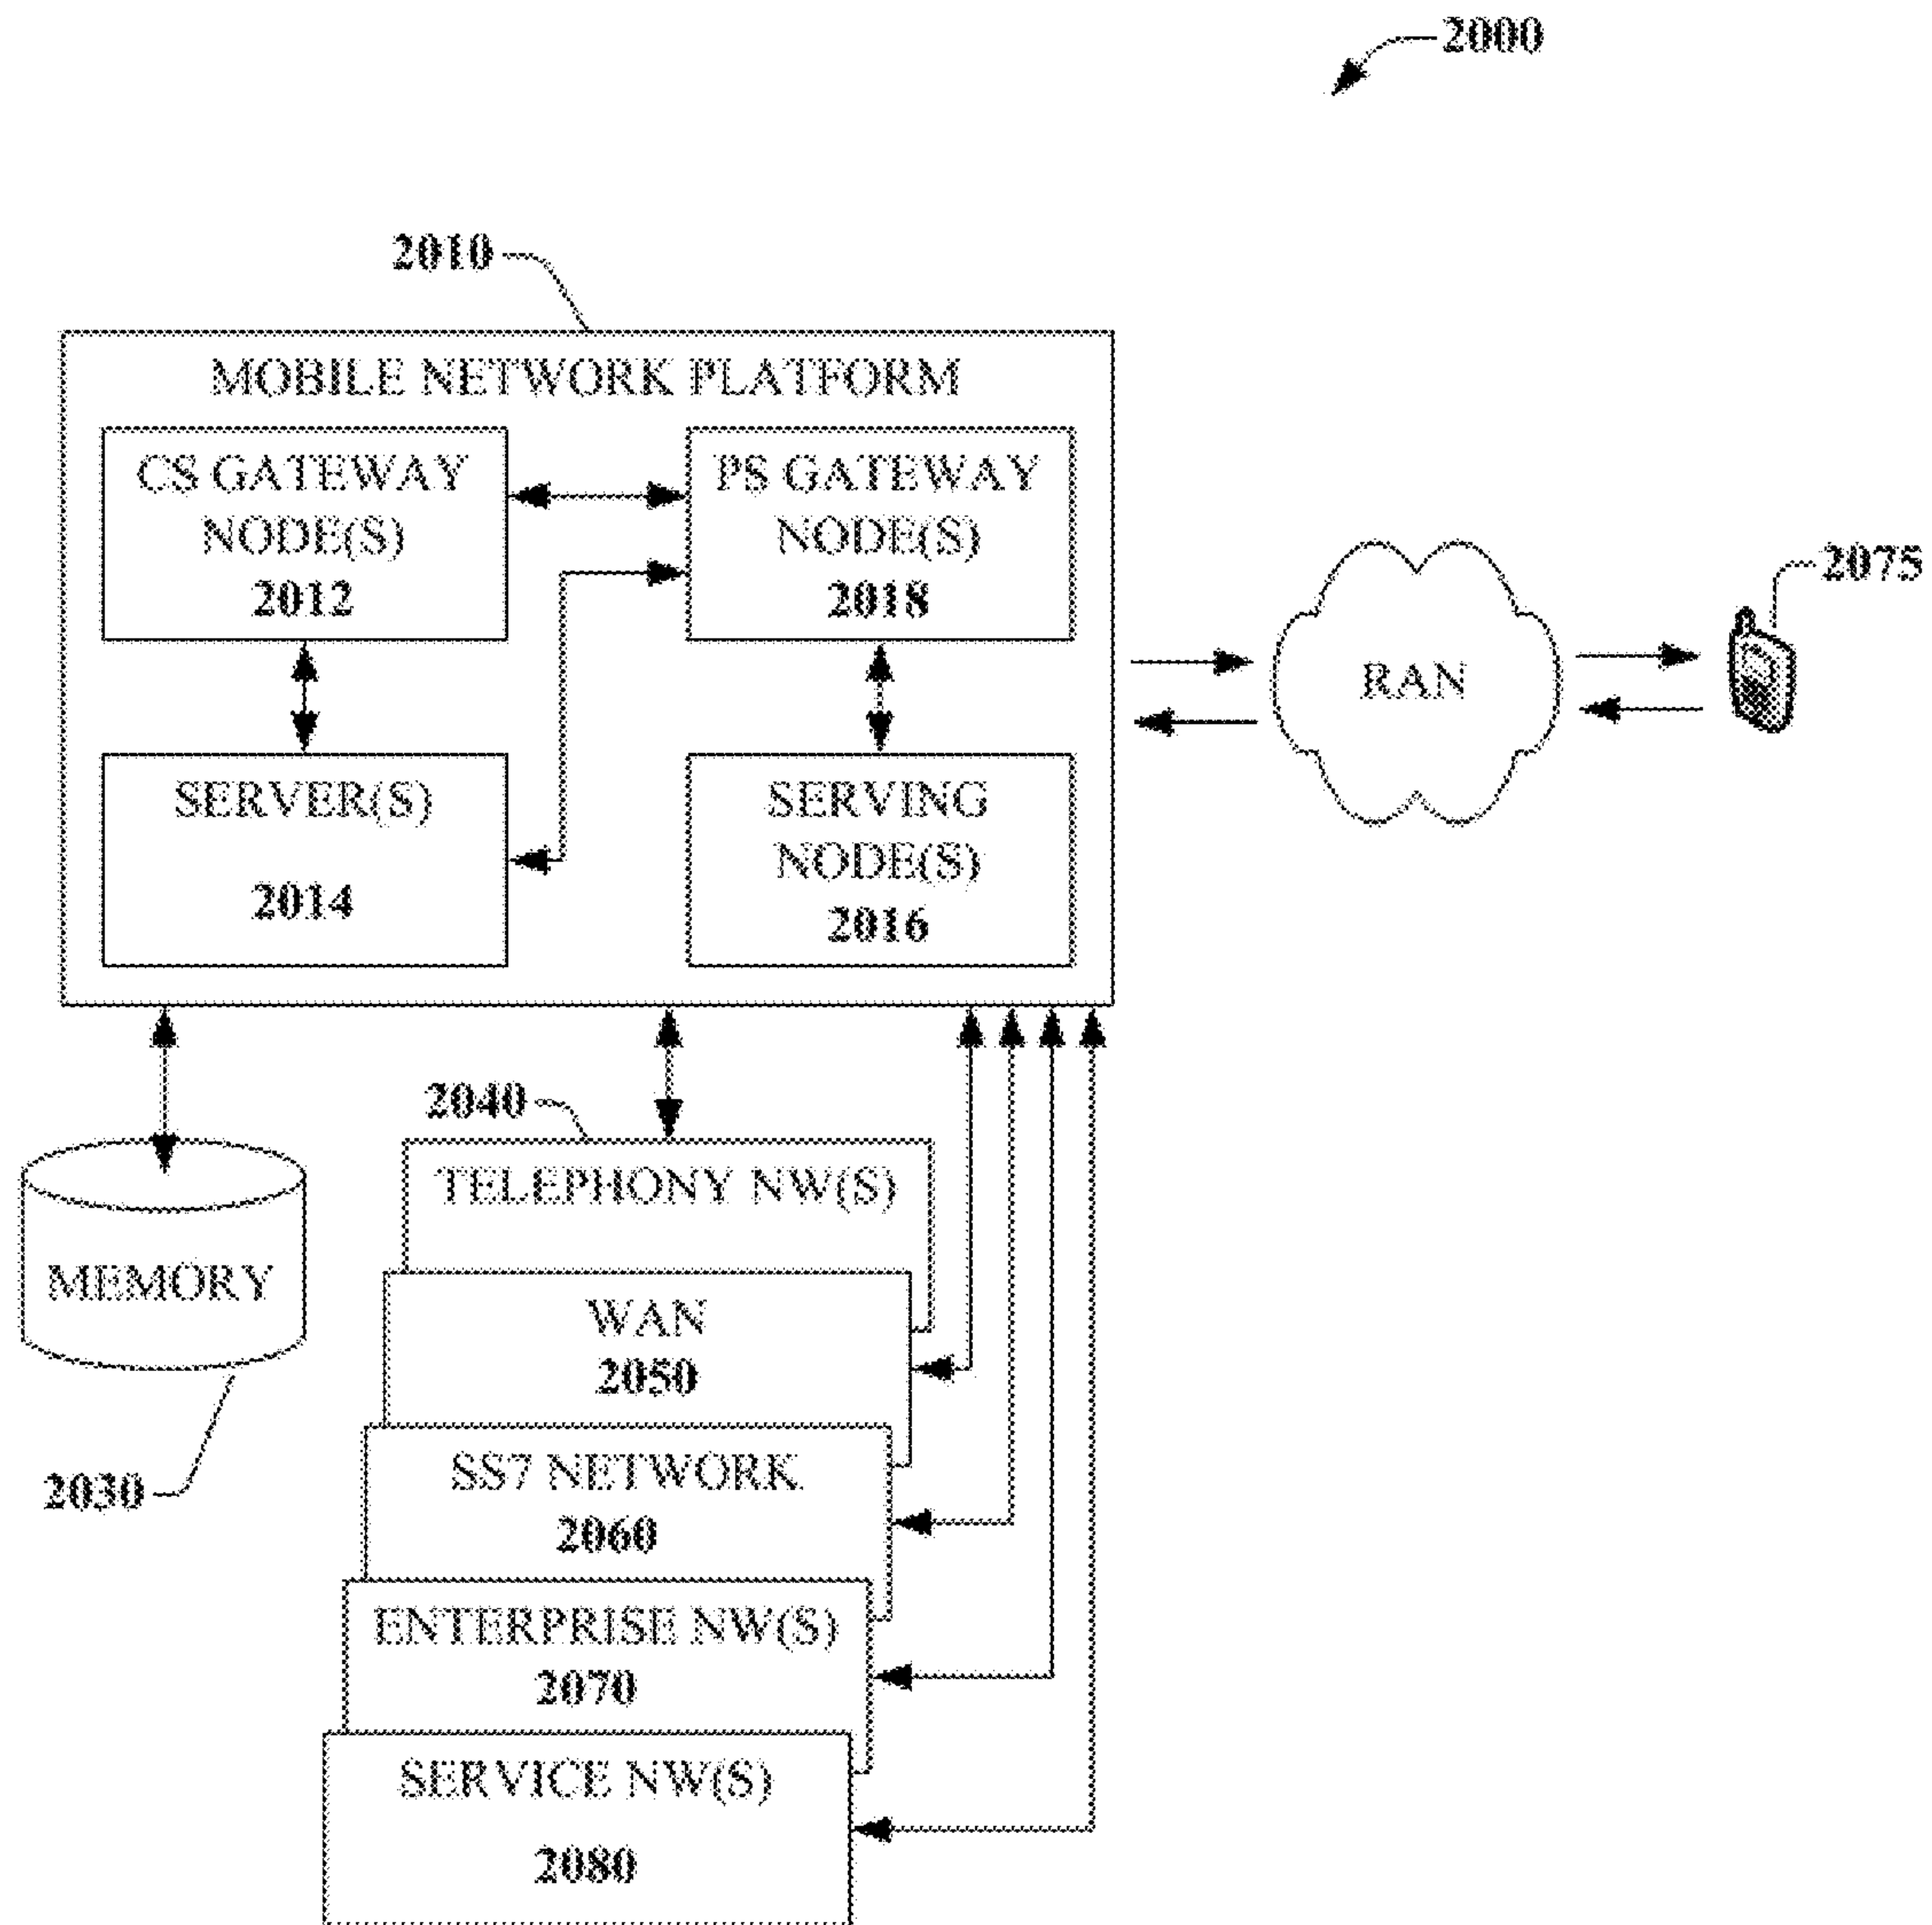 2000
2010
MOBILE NETWORK PLATFORM
CS GATEWAY
NODE(S)
2012
PS GATEWAY
NODE(S)
2018
SERVER(S)
2014
SERVING
NODE(S)
2016
RAN
2075
2040
TELEPHONY NW(S)
MEMORY
2030
WAN
2050
SS7 NETWORK
2060
ENTERPRISE NW(S)
2070
SERVICE NW(S)
2080